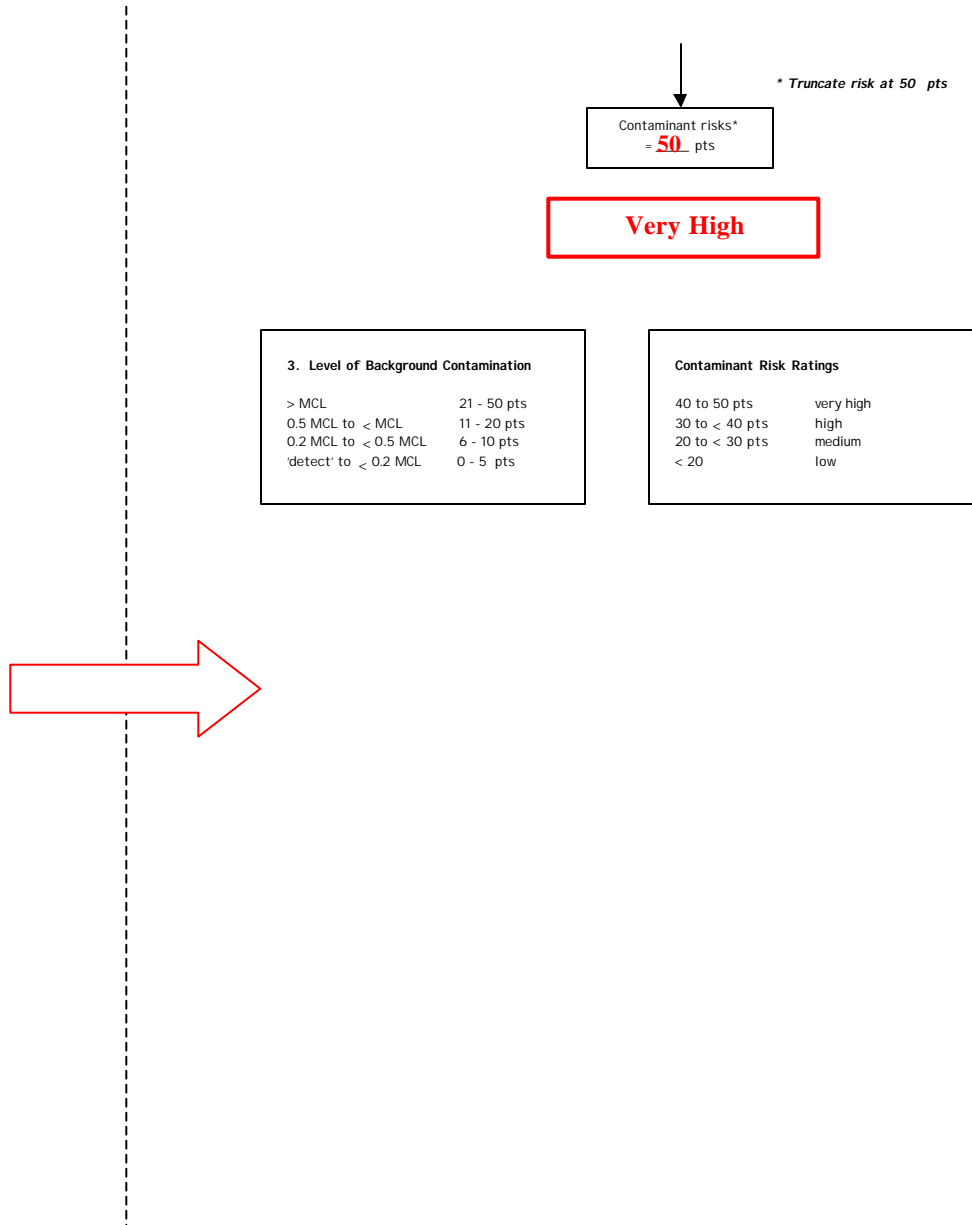 * Truncate risk at 50 pts
Contaminant risks*
= 50 pts
Very High
3. Level of Background Contamination
> MCL 21 - 50 pts
0.5 MCL to < MCL 11 - 20 pts
0.2 MCL to < 0.5 MCL 6 - 10 pts
‘detect’ to < 0.2 MCL 0 - 5 pts
Contaminant Risk Ratings
40 to 50 pts very high
30 to < 40 pts high
20 to < 30 pts medium
< 20 low